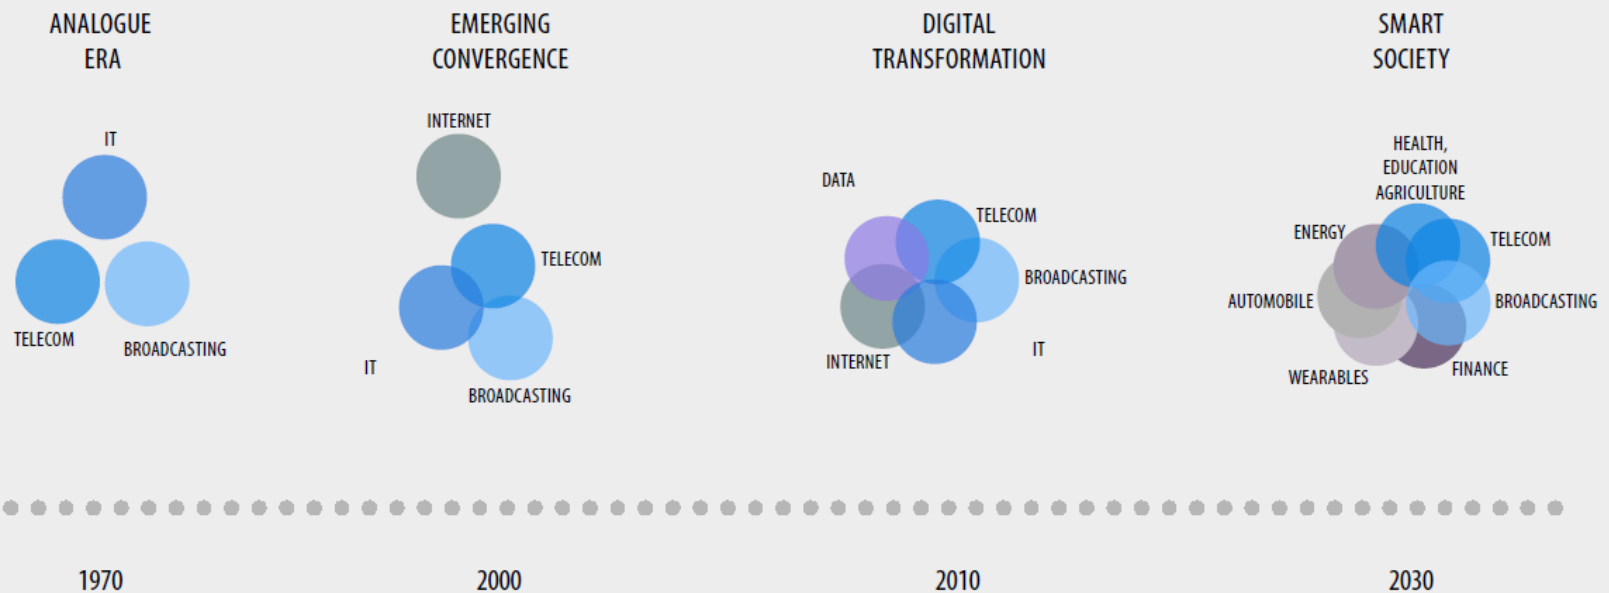 ANALOGUE
ERA
EMERGING
CONVERGENCE
DIGITAL
TRANSFORMATION
SMART
SOCIETY
IT
TELECOM
BROADCASTING
INTERNET
TELECOM
IT
BROADCASTING
DATA
TELECOM
BROADCASTING
INTERNET
IT
HEALTH,
EDUCATION
AGRICULTURE
ENERGY
TELECOM
AUTOMOBILE
BROADCASTING
WEARABLES
FINANCE
1970
2000
2010
2030